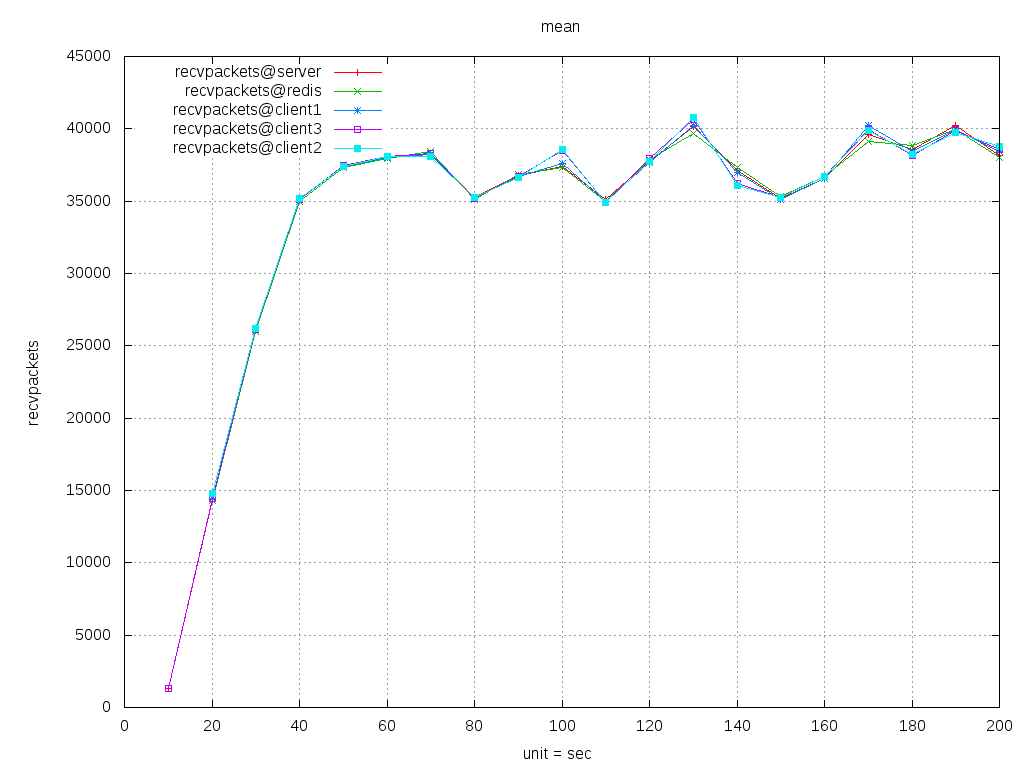 mean
45000
40000
35000
30000
25000
20000
15000
10000
5000
0
recvpackets
recvpackets@server
recvpackets@redis
recvpackets@client1
recvpackets@client3
recvpackets@client2
0 20 40 60 80 100 120 140 160 180 200
unit = sec